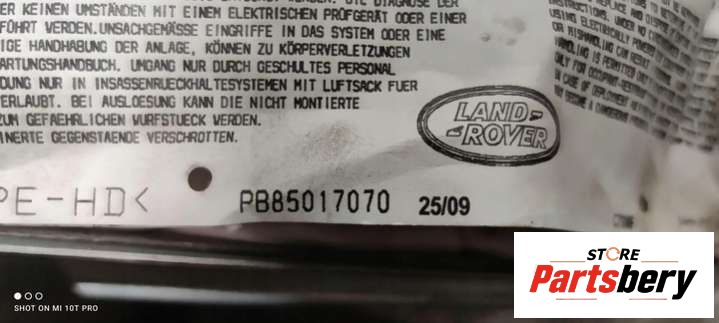 ER KEINEN UMSTÄNDEN MIT EINEM ELEKTRISCHEN PRÜFGERÄT ODER EINER
FÜHRT WERDEN.UNSACHGEMÄSSE EINGRIFFE IN DAS SYSTEM ODER EINE
IGE HANDHABUNG DER ANLAGE, KÖNNEN ZU KÖRPERVERLETZUNGEN
ARTUNGSHANDBUCH. UMGANG NUR DURCH GESCHULTES PERSONAL
DUNG NUR IN INSASSENRUECKHALTESYSTEMEN MIT LUFTSACK FUER
ERLAUBT. BEI AUSLOESUNG KANN DIE NICHT MONTIERTE
ZUM GEFAEHRLICHEN WURFSTUECK WERDEN.
INERTE GEGENSTAENDE VERSCHROTTEN.
LAND
ROVER
PE-HD<
PB85017070 25/09
STORE
Partsbery
SHOT ON MI 10T PRO